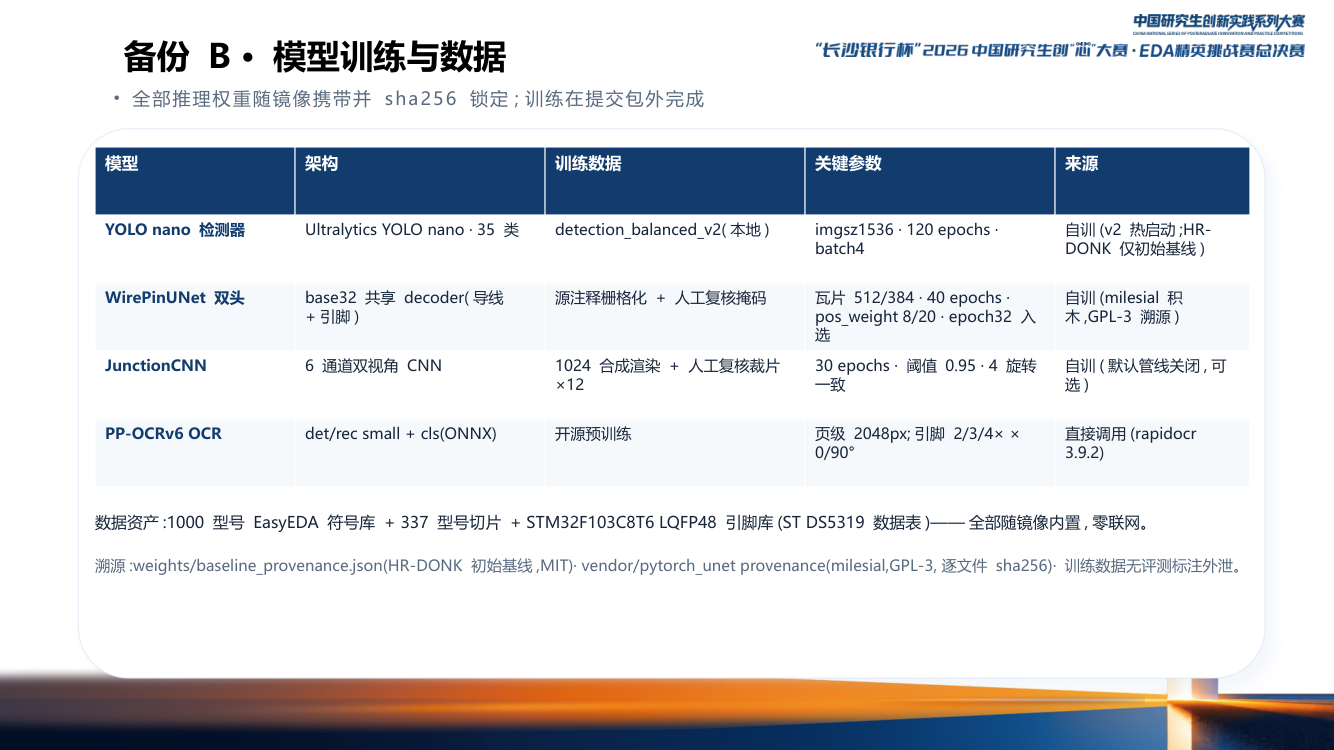 中国研究生创新实践系列大赛
CHINA NATIONAL SERIES OF POSTGRADUATE INNOVATION AND PRACTICE COMPETITIONS
“长沙银行杯”2026中国研究生创“芯”大赛·EDA精英挑战赛总决赛
备份 B· 模型训练与数据
• 全部推理权重随镜像携带并 sha256 锁定;训练在提交包外完成
模型 架构 训练数据 关键参数 来源
YOLO nano 检测器
Ultralytics YOLO nano · 35 类
detection_balanced_v2(本地)
imgsz1536 · 120 epochs ·
batch4
自训(v2 热启动;HR-
DONK 仅初始基线)
WirePinUNet 双头
base32 共享 decoder(导线
+ 引脚)
源注释栅格化 + 人工复核掩码
瓦片 512/384 · 40 epochs ·
pos_weight 8/20 · epoch32 入
选
自训(milesial 积
木,GPL-3 溯源)
JunctionCNN
6 通道双视角 CNN
1024 合成渲染 + 人工复核裁片
×12
30 epochs · 阈值 0.95 · 4 旋转
一致
自训(默认管线关闭,可
选)
PP-OCRv6 OCR
det/rec small + cls(ONNX)
开源预训练
页级 2048px;引脚 2/3/4× ×
0/90°
直接调用(rapidocr
3.9.2)
数据资产:1000 型号 EasyEDA 符号库 + 337 型号切片 + STM32F103C8T6 LQFP48 引脚库(ST DS5319 数据表)——全部随镜像内置,零联网。
溯源:weights/baseline_provenance.json(HR-DONK 初始基线,MIT)· vendor/pytorch_unet provenance(milesial,GPL-3,逐文件 sha256)· 训练数据无评测标注外泄。